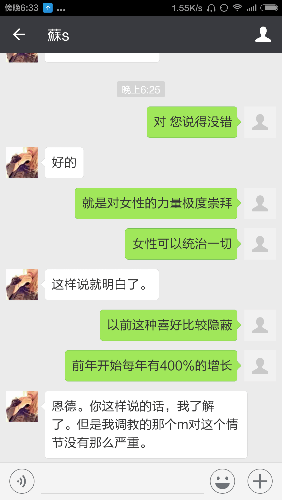 傍晚6:33 ... 1.55K/s
蘇s
晚上6:25
对 您说得没错
好的
就是对女性的力量极度崇拜
女性可以统治一切
这样说就明白了。
以前这种喜好比较隐蔽
前年开始每年有400%的增长
恩德。你这样说的话，我了解
了。但是我调教的那个m对这个情
节没有那么严重。